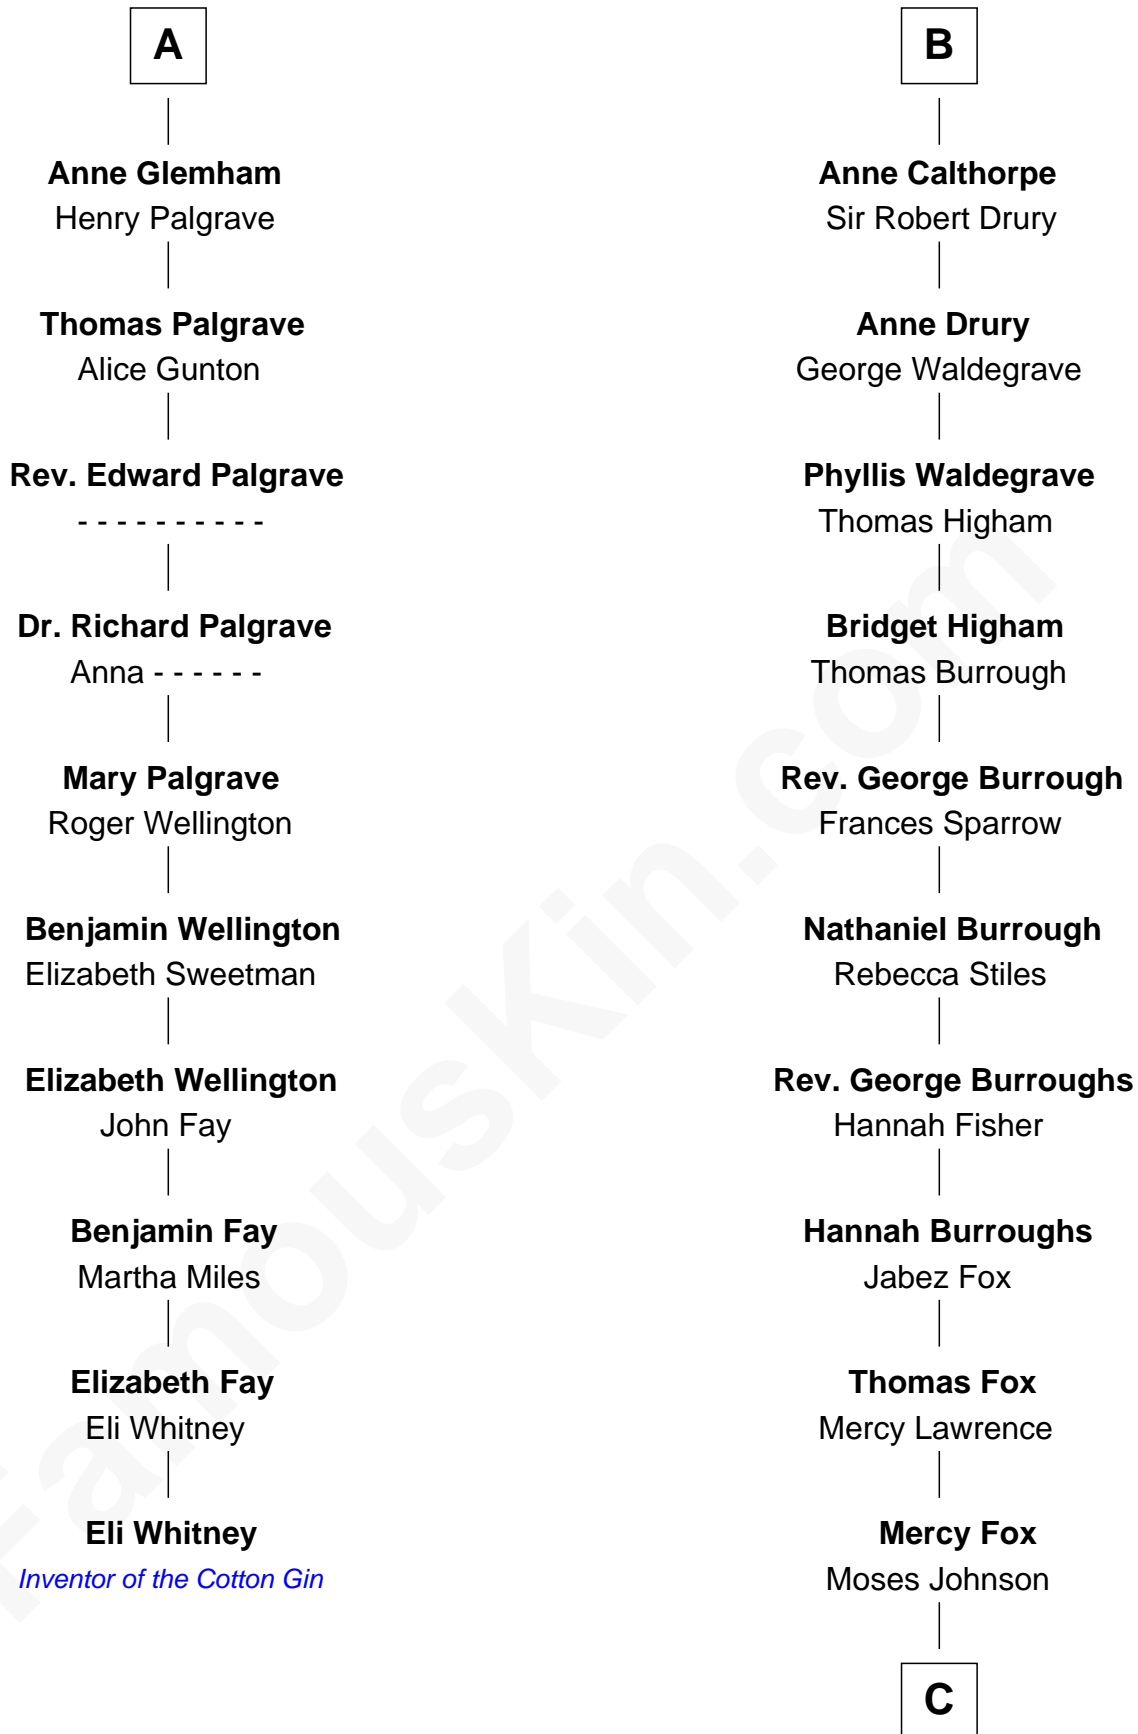 A
Anne Glemham
Henry Palgrave
Thomas Palgrave
Alice Gunton
Rev. Edward Palgrave
- - - - - - - - - -
Dr. Richard Palgrave
Anna - - - - - -
Mary Palgrave
Roger Wellington
Benjamin Wellington
Elizabeth Sweetman
Elizabeth Wellington
John Fay
Benjamin Fay
Martha Miles
Elizabeth Fay
Eli Whitney
Eli Whitney
Inventor of the Cotton Gin
B
Anne Calthorpe
Sir Robert Drury
Anne Drury
George Waldegrave
Phyllis Waldegrave
Thomas Higham
Bridget Higham
Thomas Burrough
Rev. George Burrough
Frances Sparrow
Nathaniel Burrough
Rebecca Stiles
Rev. George Burroughs
Hannah Fisher
Hannah Burroughs
Jabez Fox
Thomas Fox
Mercy Lawrence
Mercy Fox
Moses Johnson
C
FamousKin.com